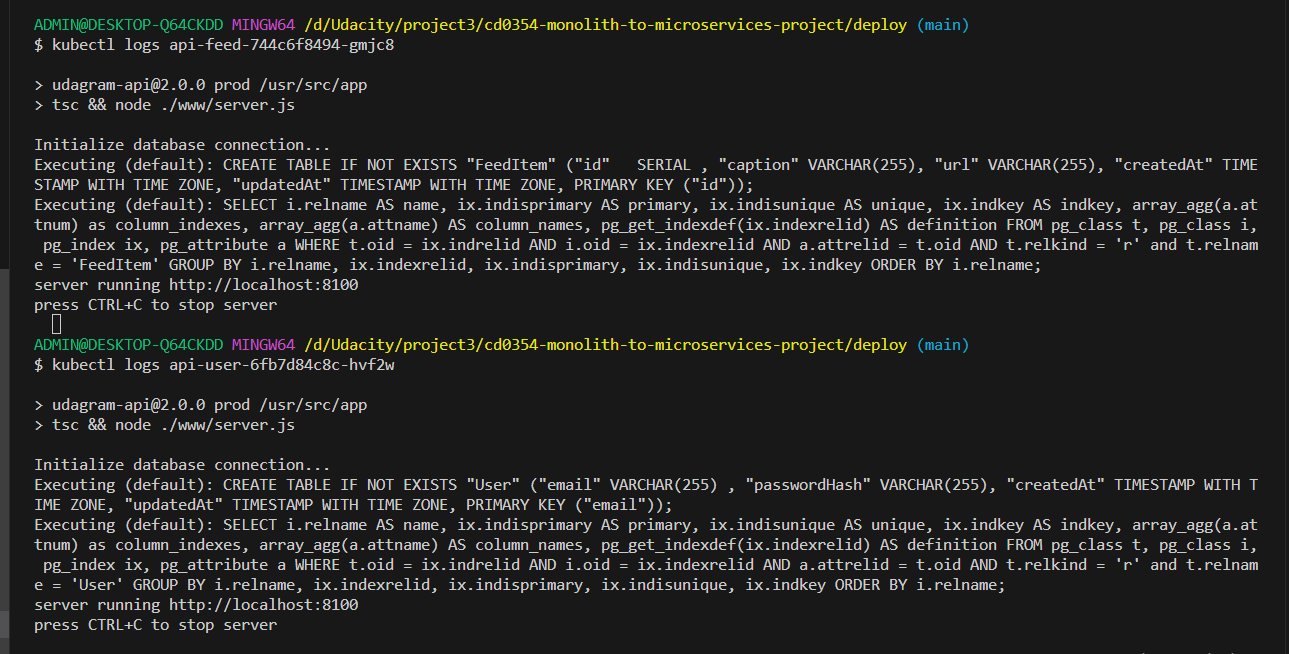 ADMIN@DESKTOP-Q64CKDD MINGW64 /d/Udacity/project3/cd0354-monolith-to-microservices-project/deploy (main)
$ kubectl logs api-feed-744c6f8494-gmjc8
> udagram-api@2.0.0 prod /usr/src/app
> tsc && node ./www/server.js
Initialize database connection...
Executing (default): CREATE TABLE IF NOT EXISTS "FeedItem" ("id"   SERIAL , "caption" VARCHAR(255), "url" VARCHAR(255), "createdAt" TIME
STAMP WITH TIME ZONE, "updatedAt" TIMESTAMP WITH TIME ZONE, PRIMARY KEY ("id"));
Executing (default): SELECT i.relname AS name, ix.indisprimary AS primary, ix.indisunique AS unique, ix.indkey AS indkey, array_agg(a.at
tnum) as column_indexes, array_agg(a.attname) AS column_names, pg_get_indexdef(ix.indexrelid) AS definition FROM pg_class t, pg_class i,
pg_index ix, pg_attribute a WHERE t.oid = ix.indrelid AND i.oid = ix.indexrelid AND a.attrelid = t.oid AND t.relkind = 'r' and t.relnam
e = 'FeedItem' GROUP BY i.relname, ix.indexrelid, ix.indisprimary, ix.indisunique, ix.indkey ORDER BY i.relname;
server running http://localhost:8100
press CTRL+C to stop server
ADMIN@DESKTOP-Q64CKDD MINGW64 /d/Udacity/project3/cd0354-monolith-to-microservices-project/deploy (main)
$ kubectl logs api-user-6fb7d84c8c-hvf2w
> udagram-api@2.0.0 prod /usr/src/app
> tsc && node ./www/server.js
Initialize database connection...
Executing (default): CREATE TABLE IF NOT EXISTS "User" ("email" VARCHAR(255) , "passwordHash" VARCHAR(255), "createdAt" TIMESTAMP WITH T
IME ZONE, "updatedAt" TIMESTAMP WITH TIME ZONE, PRIMARY KEY ("email"));
Executing (default): SELECT i.relname AS name, ix.indisprimary AS primary, ix.indisunique AS unique, ix.indkey AS indkey, array_agg(a.at
tnum) as column_indexes, array_agg(a.attname) AS column_names, pg_get_indexdef(ix.indexrelid) AS definition FROM pg_class t, pg_class i,
pg_index ix, pg_attribute a WHERE t.oid = ix.indrelid AND i.oid = ix.indexrelid AND a.attrelid = t.oid AND t.relkind = 'r' and t.relnam
e = 'User' GROUP BY i.relname, ix.indexrelid, ix.indisprimary, ix.indisunique, ix.indkey ORDER BY i.relname;
server running http://localhost:8100
press CTRL+C to stop server